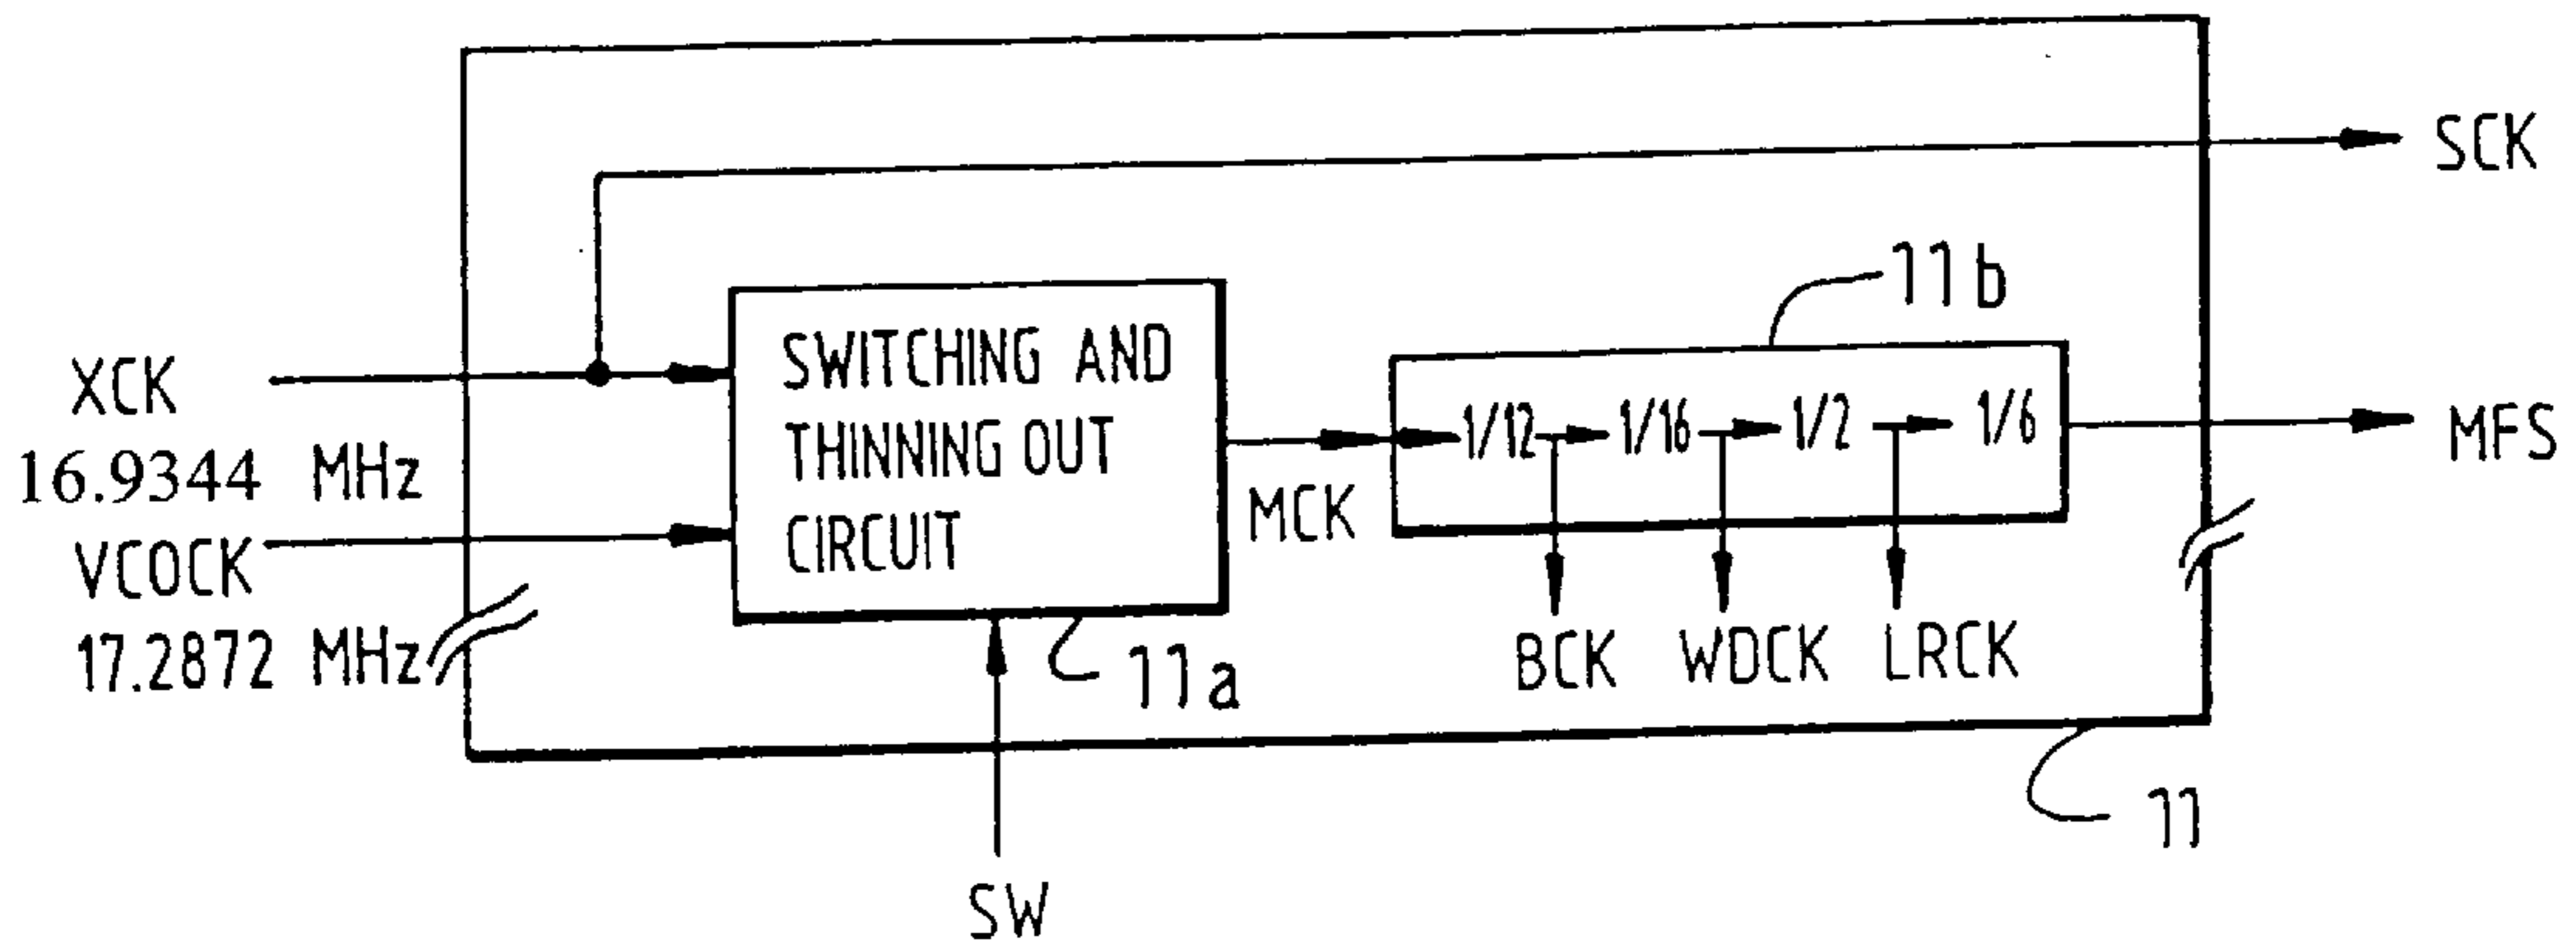 SCK
11b
XCK
16.9344 MHz
VCOCK
17.2872 MHz
SWITCHING AND
THINNING OUT
CIRCUIT
MCK
1/12 1/16 1/2 1/6
MFS
BCK WDCK LRCK
11a
11
SW